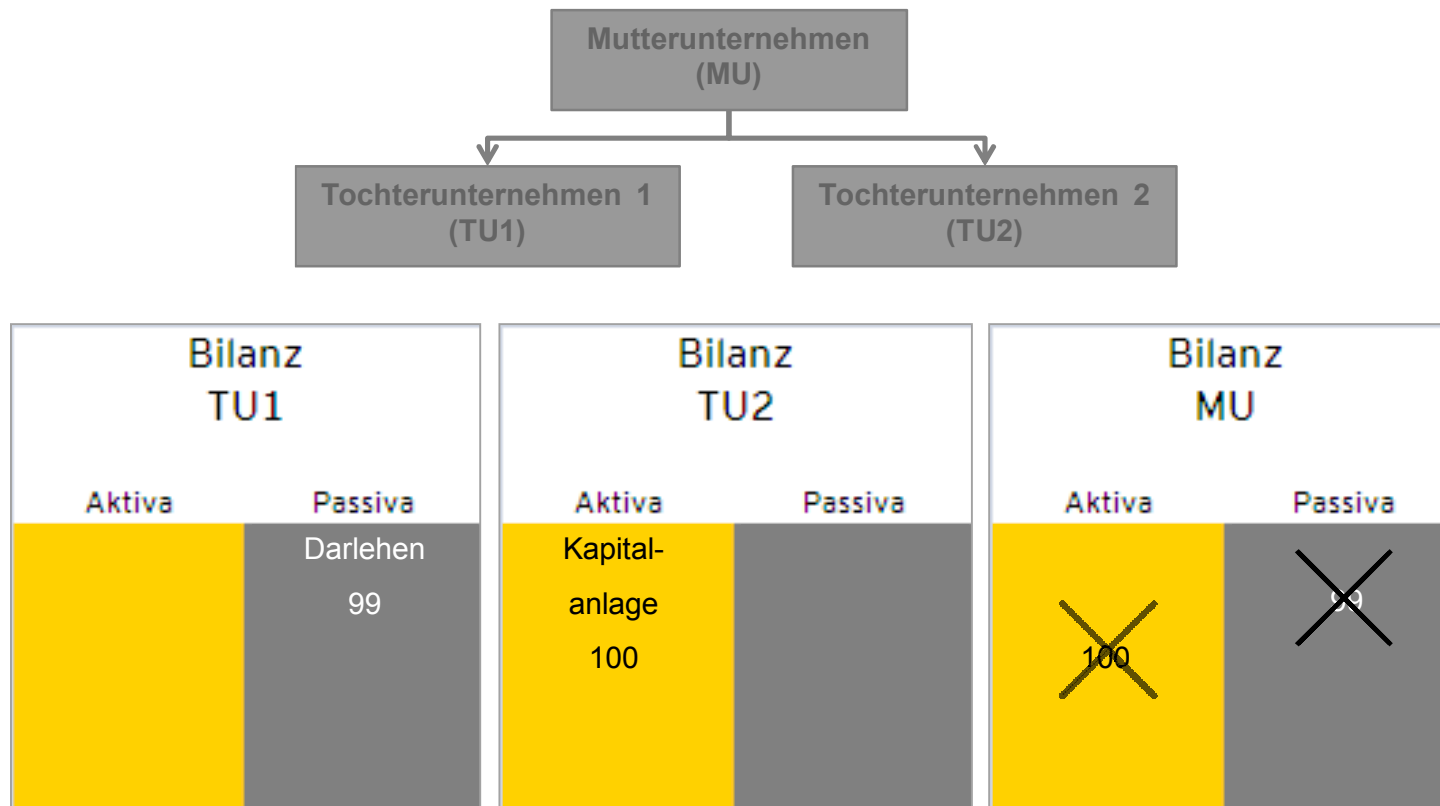 Mutterunternehmen
(MU)
Tochterunternehmen 1
(TU1)
Tochterunternehmen 2
(TU2)
Bilanz
TU1
Aktiva Passiva
Darlehen
99
Bilanz
TU2
Aktiva Passiva
Kapital-
anlage
100
Bilanz
MU
Aktiva Passiva
100
99